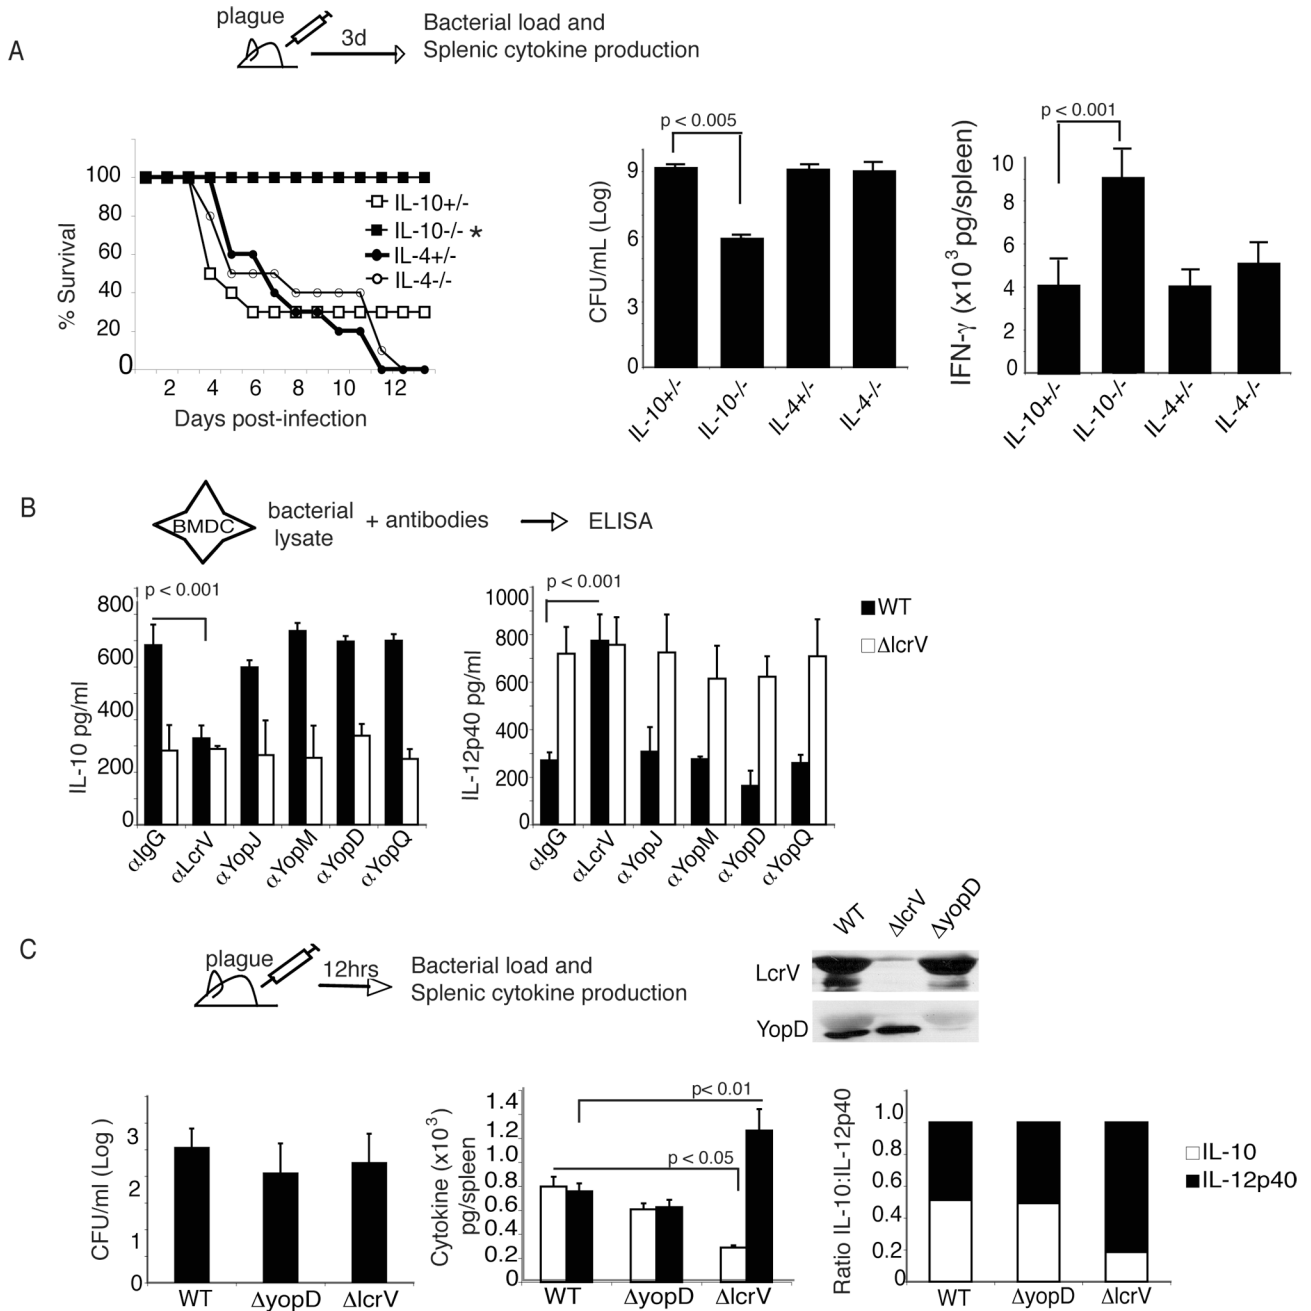 A
plague
3d
Bacterial load and
Splenic cytokine production
% Survival
100
80
60
40
20
0
2 4 6 8 10 12
Days post-infection
IL-10+/-
IL-10-/- *
IL-4+/-
IL-4-/-
p < 0.005
CFU/mL (Log)
9
6
3
0
IL-10+/- IL-10-/- IL-4+/- IL-4-/-
p < 0.001
IFN-γ (x10³ pg/spleen)
10
8
6
4
2
0
IL-10+/- IL-10-/- IL-4+/- IL-4-/-
B
BMDC
bacterial
lysate
+ antibodies
ELISA
p < 0.001
IL-10 pg/ml
800
600
400
200
0
αIgG αLcrV αYopJ αYopM αYopD αYopQ
p < 0.001
IL-12p40 pg/ml
1000
800
600
400
200
0
αIgG αLcrV αYopJ αYopM αYopD αYopQ
WT
ΔlcrV
C
plague
12hrs
Bacterial load and
Splenic cytokine production
WT ΔlcrV ΔyopD
LcrV
YopD
CFU/ml (Log )
3
2
1
0
WT ΔyopD ΔlcrV
Cytokine (x10³)
pg/spleen
1.4
1.2
1.0
0.8
0.6
0.4
0.2
0
p< 0.01
p < 0.05
WT ΔyopD ΔlcrV
Ratio IL-10:IL-12p40
1.0
0.8
0.6
0.4
0.2
0
WT ΔyopD ΔlcrV
IL-10
IL-12p40